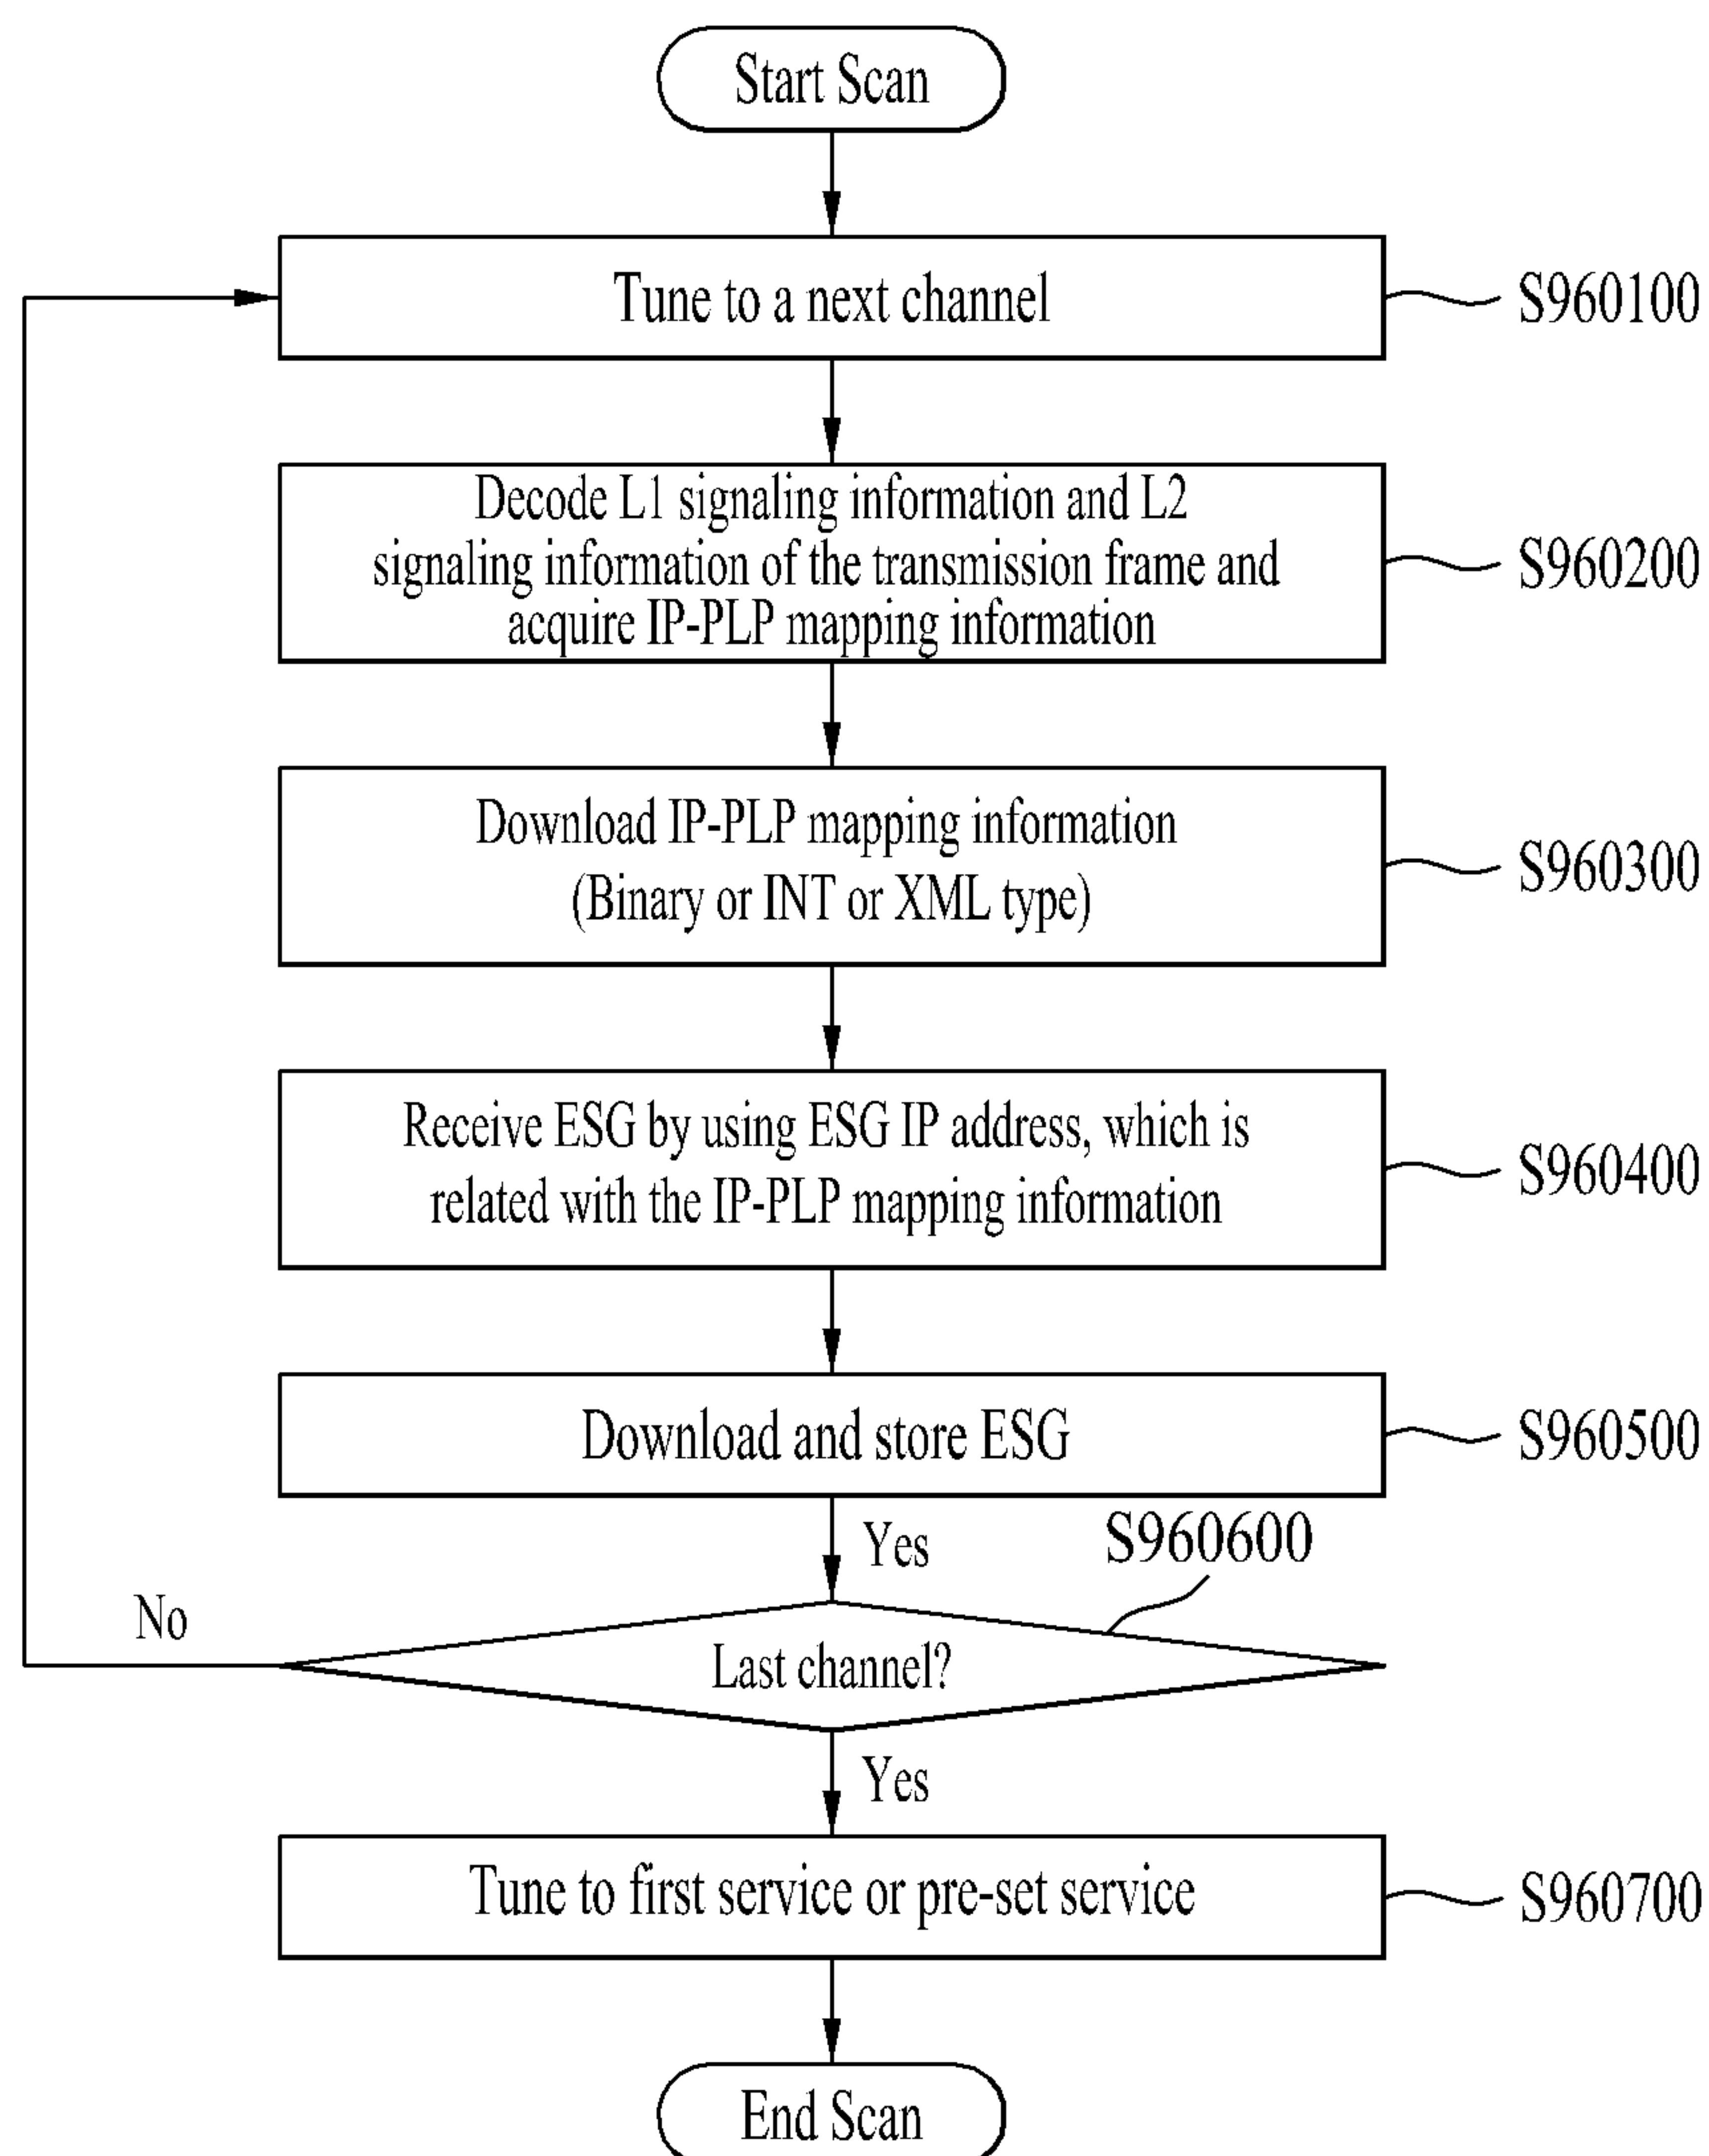 Start Scan
Tune to a next channel
S960100
Decode L1 signaling information and L2
signaling information of the transmission frame and
acquire IP-PLP mapping information
S960200
Download IP-PLP mapping information
(Binary or INT or XML type)
S960300
Receive ESG by using ESG IP address, which is
related with the IP-PLP mapping information
S960400
Download and store ESG
S960500
Yes
S960600
No
Last channel?
Yes
Tune to first service or pre-set service
S960700
End Scan